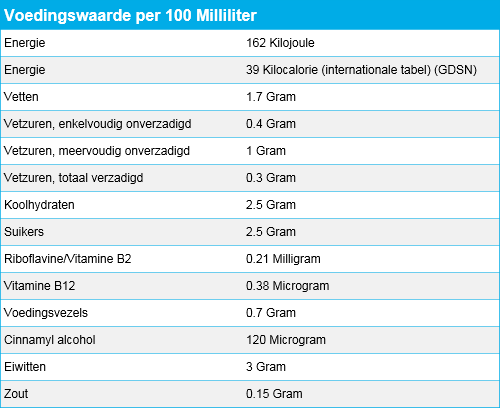 Voedingswaarde per 100 Milliliter
Energie 162 Kilojoule
Energie 39 Kilocalorie (internationale tabel) (GDSN)
Vetten 1.7 Gram
Vetzuren, enkelvoudig onverzadigd 0.4 Gram
Vetzuren, meervoudig onverzadigd 1 Gram
Vetzuren, totaal verzadigd 0.3 Gram
Koolhydraten 2.5 Gram
Suikers 2.5 Gram
Riboflavine/Vitamine B2 0.21 Milligram
Vitamine B12 0.38 Microgram
Voedingsvezels 0.7 Gram
Cinnamyl alcohol 120 Microgram
Eiwitten 3 Gram
Zout 0.15 Gram